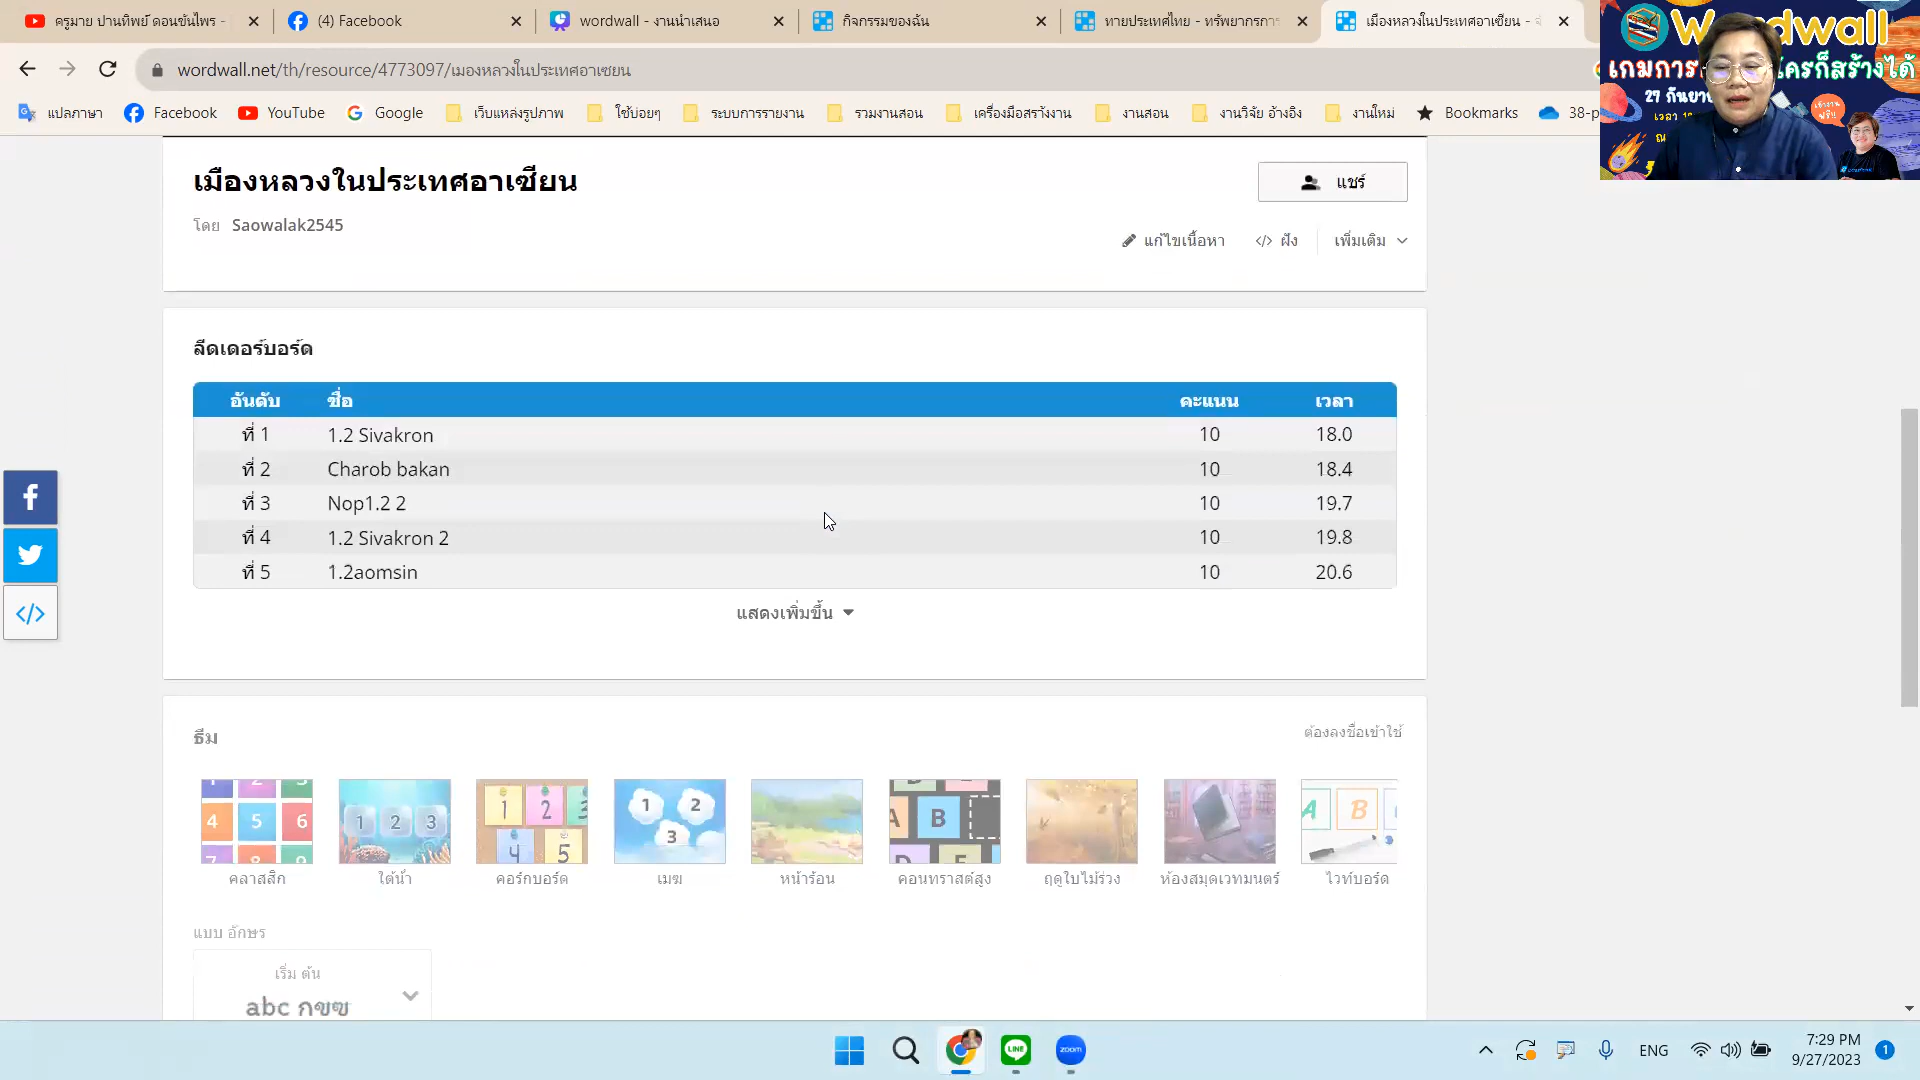 ครูมาย ปานทิพย์ ดอนขันไพร -
(4) Facebook
wordwall - งานนำเสนอ
กิจกรรมของฉัน
ทายประเทศไทย - ทรัพยากรการ
เมืองหลวงในประเทศอาเซียน -
wordwall.net/th/resource/4773097/เมองหลวงในประเทศอาเซยน
แปลภาษา
Facebook
YouTube
Google
เว็บแหล่งรูปภาพ
ใช้บ่อยๆ
ระบบการรายงาน
รวมงานสอน
เครื่องมือสร้างงาน
งานสอน
งานวิจัย อ้างอิง
งานใหม่
Bookmarks
38-p
27 กันยา
เมืองหลวงในประเทศอาเซียน
แชร์
โดย Saowalak2545
แก้ไขเนื้อหา
ฝัง
เพิ่มเติม
ลีดเดอร์บอร์ด
อันดับ ชื่อ คะแนน เวลา
ที่ 1 1.2 Sivakron 10 18.0
ที่ 2 Charob bakan 10 18.4
ที่ 3 Nop1.2 2 10 19.7
ที่ 4 1.2 Sivakron 2 10 19.8
ที่ 5 1.2aomsin 10 20.6
แสดงเพิ่มขึ้น
ธีม
ต้องลงชื่อเข้าใช้
คลาสสิก
ใต้น้ำ
คอร์กบอร์ด
เมฆ
หน้าร้อน
คอนทราสต์สูง
ฤดูใบไม้ร่วง
ห้องสมุดเวทมนตร์
ไวท์บอร์ด
แบบ อักษร
เริ่ม ต้น
abc กขฃ
ENG
7:29 PM
9/27/2023
1